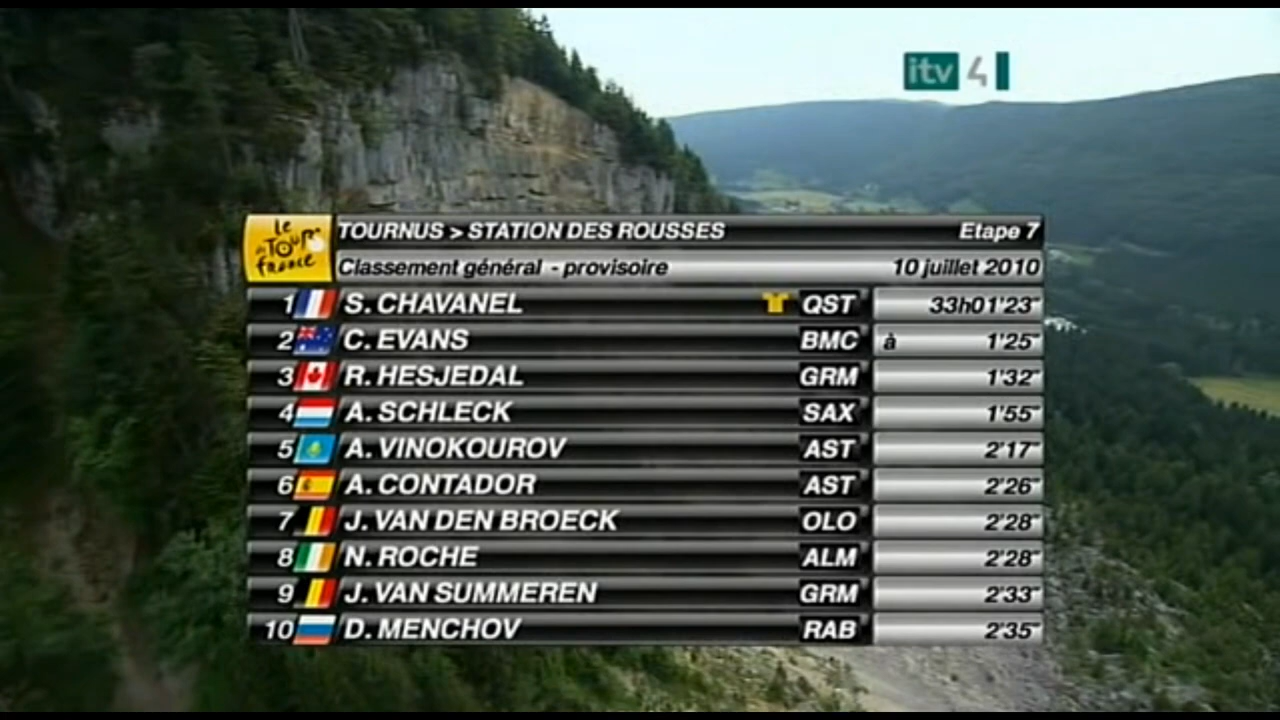 itv 4
le
de TOUR
france
TOURNUS > STATION DES ROUSSES Etape 7
Classement général - provisoire 10 juillet 2010
1 S. CHAVANEL QST 33h01'23"
2 C. EVANS BMC à 1'25"
3 R. HESJEDAL GRM 1'32"
4 A. SCHLECK SAX 1'55"
5 A. VINOKOUROV AST 2'17"
6 A. CONTADOR AST 2'26"
7 J. VAN DEN BROECK OLO 2'28"
8 N. ROCHE ALM 2'28"
9 J. VAN SUMMEREN GRM 2'33"
10 D. MENCHOV RAB 2'35"